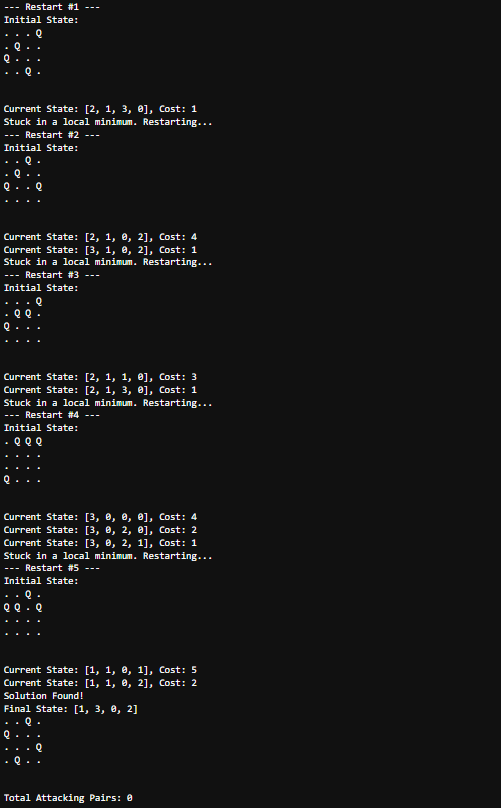 --- Restart #1 ---
Initial State:
. . . Q
. Q . .
Q . . .
. . Q .
Current State: [2, 1, 3, 0], Cost: 1
Stuck in a local minimum. Restarting...
--- Restart #2 ---
Initial State:
. . Q .
. Q . .
Q . . Q
. . . .
Current State: [2, 1, 0, 2], Cost: 4
Current State: [3, 1, 0, 2], Cost: 1
Stuck in a local minimum. Restarting...
--- Restart #3 ---
Initial State:
. . . Q
. Q Q .
Q . . .
. . . .
Current State: [2, 1, 1, 0], Cost: 3
Current State: [2, 1, 3, 0], Cost: 1
Stuck in a local minimum. Restarting...
--- Restart #4 ---
Initial State:
. Q Q Q
. . . .
. . . .
Q . . .
Current State: [3, 0, 0, 0], Cost: 4
Current State: [3, 0, 2, 0], Cost: 2
Current State: [3, 0, 2, 1], Cost: 1
Stuck in a local minimum. Restarting...
--- Restart #5 ---
Initial State:
. . Q .
Q Q . Q
. . . .
. . . .
Current State: [1, 1, 0, 1], Cost: 5
Current State: [1, 1, 0, 2], Cost: 2
Solution Found!
Final State: [1, 3, 0, 2]
. . Q .
Q . . .
. . . Q
. Q . .
Total Attacking Pairs: 0